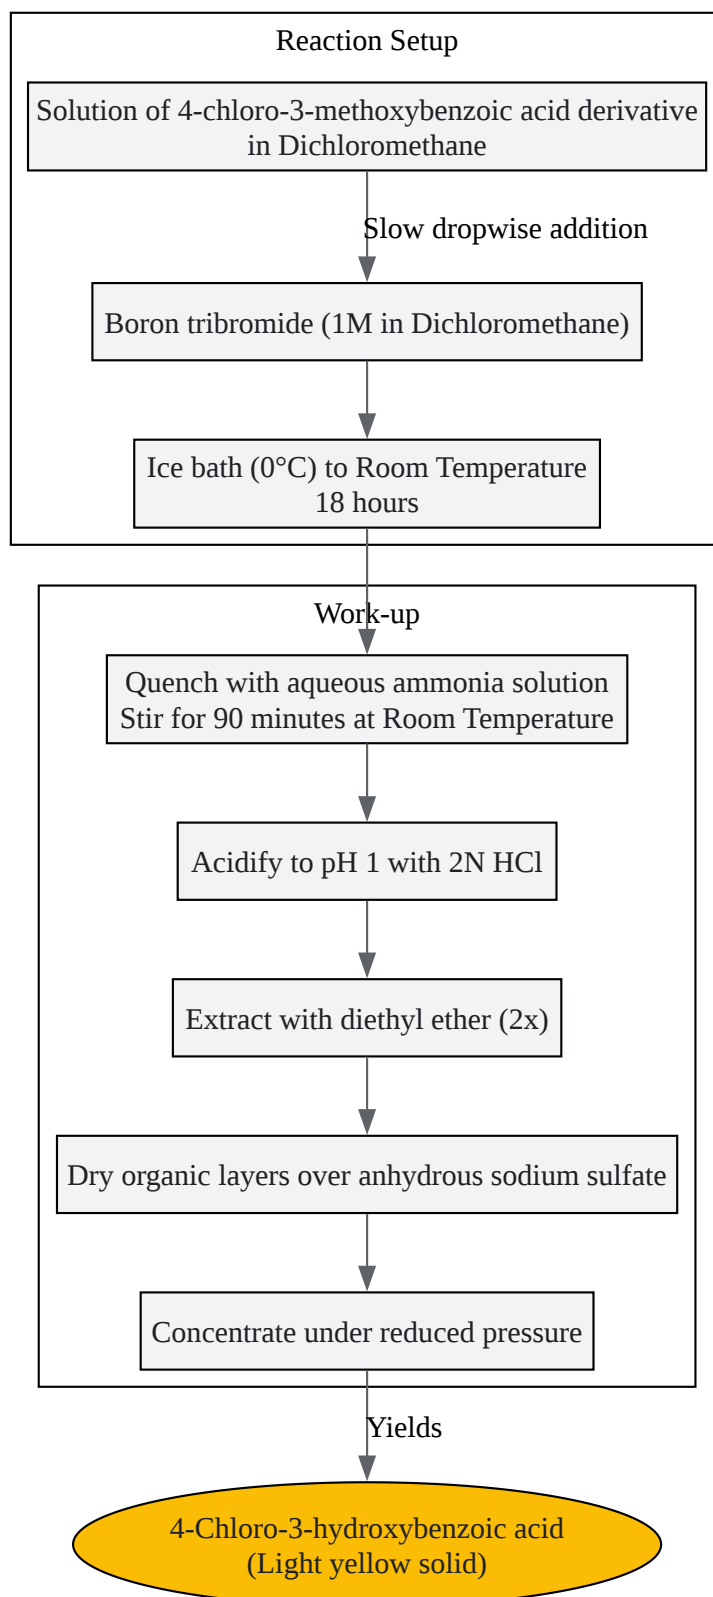 Reaction Setup
Solution of 4-chloro-3-methoxybenzoic acid derivative
in Dichloromethane
Slow dropwise addition
Boron tribromide (1M in Dichloromethane)
Ice bath (0°C) to Room Temperature
18 hours
Work-up
Quench with aqueous ammonia solution
Stir for 90 minutes at Room Temperature
Acidify to pH 1 with 2N HCl
Extract with diethyl ether (2x)
Dry organic layers over anhydrous sodium sulfate
Concentrate under reduced pressure
Yields
4-Chloro-3-hydroxybenzoic acid
(Light yellow solid)